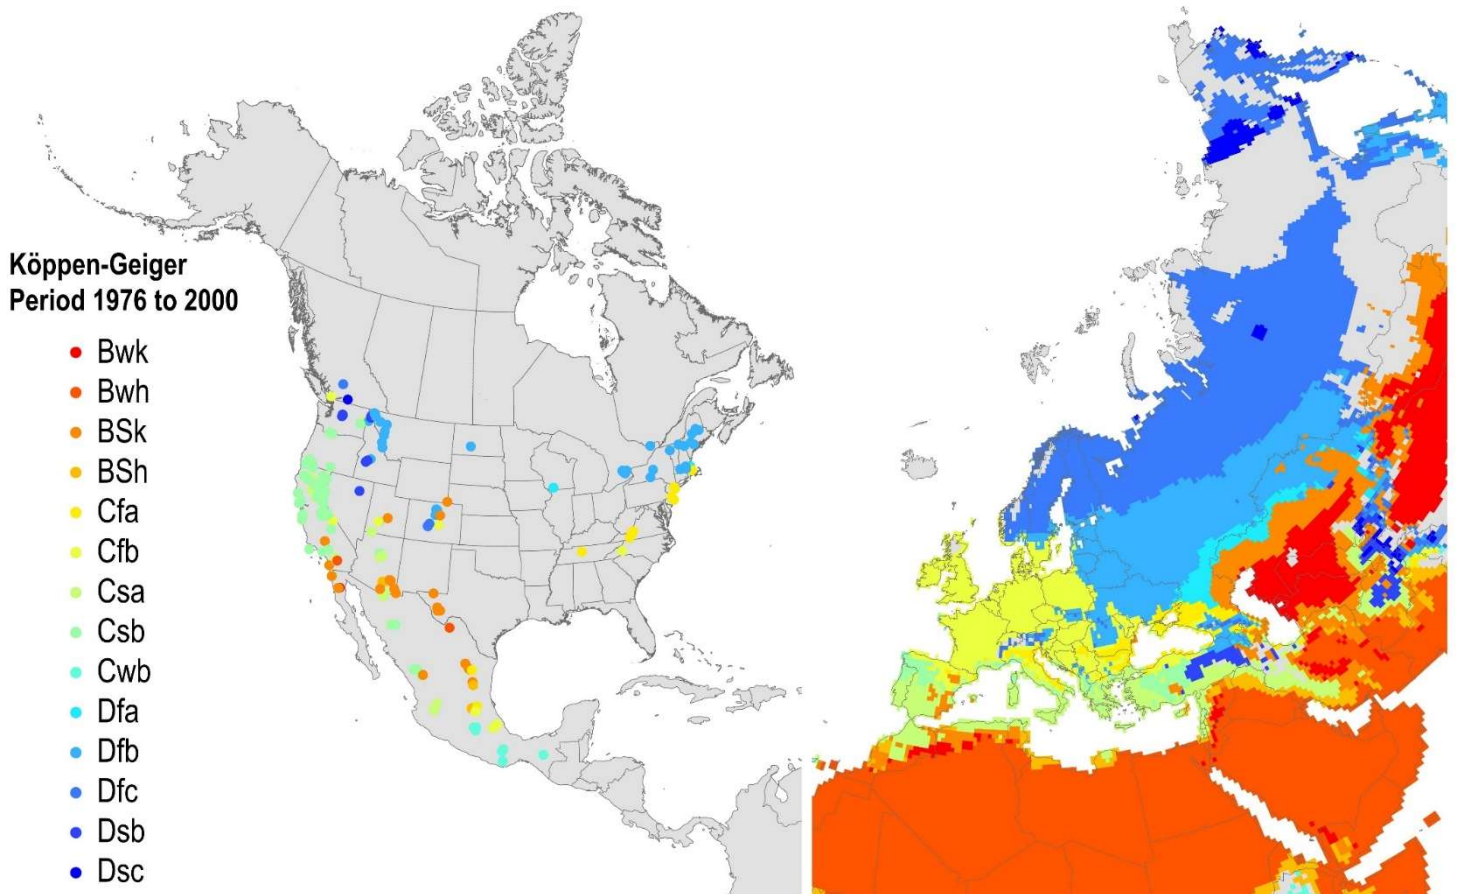 Köppen-Geiger
Period 1976 to 2000
Bwk
Bwh
BSk
BSh
Cfa
Cfb
Csa
Csb
Cwb
Dfa
Dfb
Dfc
Dsb
Dsc